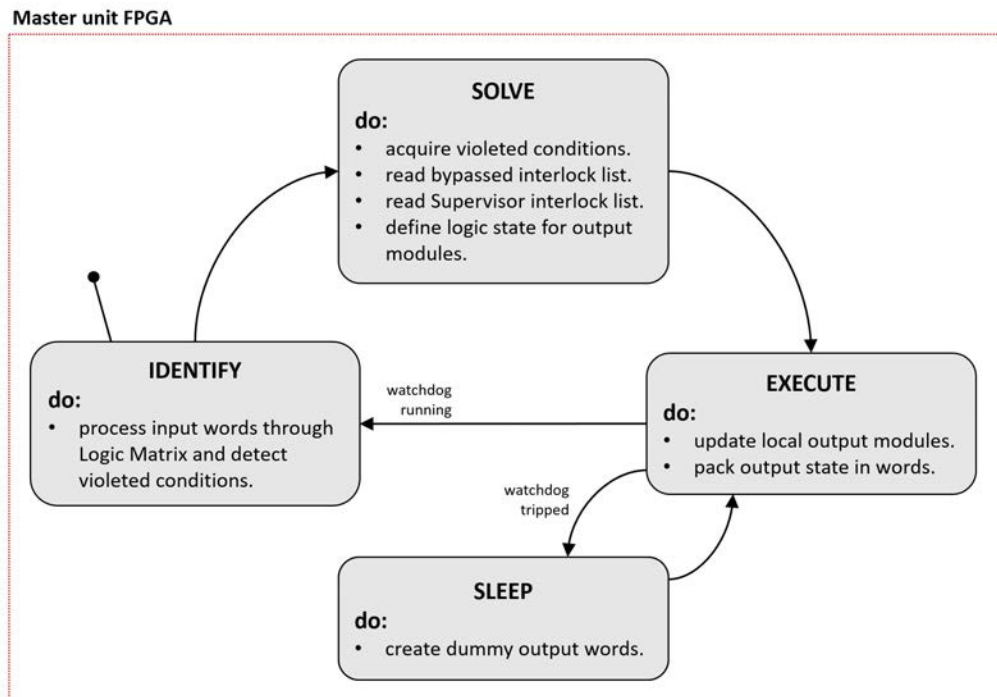 Master unit FPGA
SOLVE
do:
• acquire violeted conditions.
• read bypassed interlock list.
• read Supervisor interlock list.
• define logic state for output
modules.
IDENTIFY
do:
• process input words through
Logic Matrix and detect
violeted conditions.
watchdog
running
EXECUTE
do:
• update local output modules.
• pack output state in words.
watchdog
tripped
SLEEP
do:
• create dummy output words.